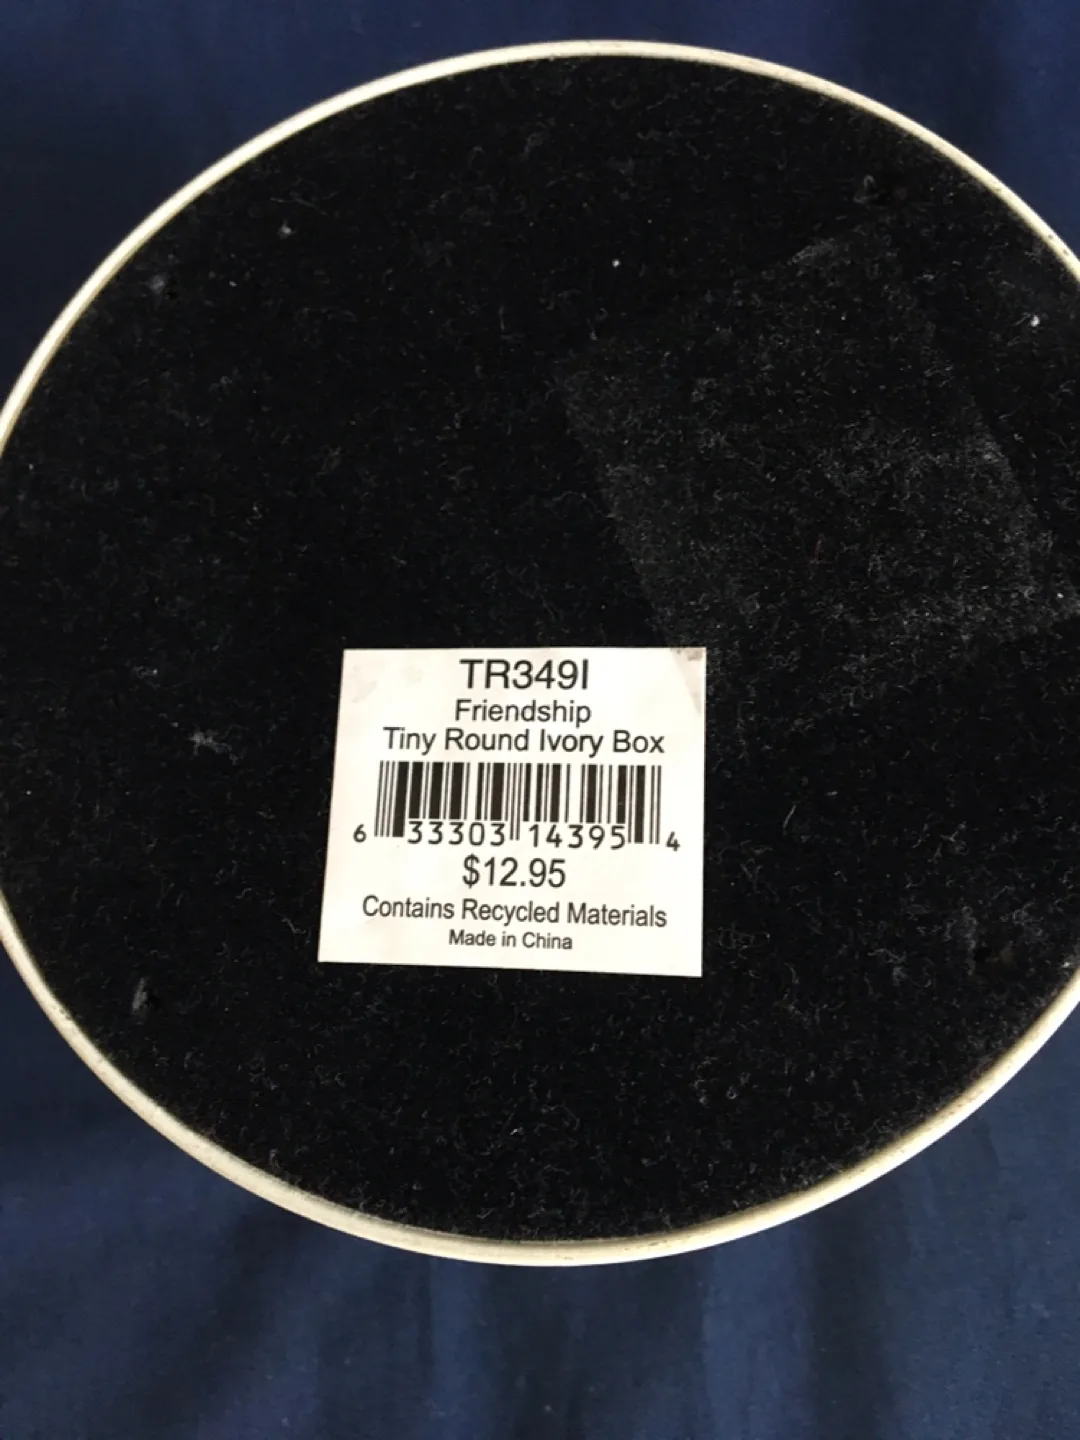 TR349I
Friendship
Tiny Round Ivory Box
6 33303 14395 4
$12.95
Contains Recycled Materials
Made in China